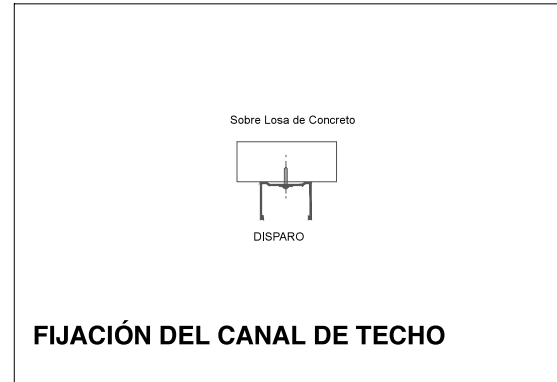 Sobre Losa de Concreto
DISPARO
FIJACIÓN DEL CANAL DE TECHO